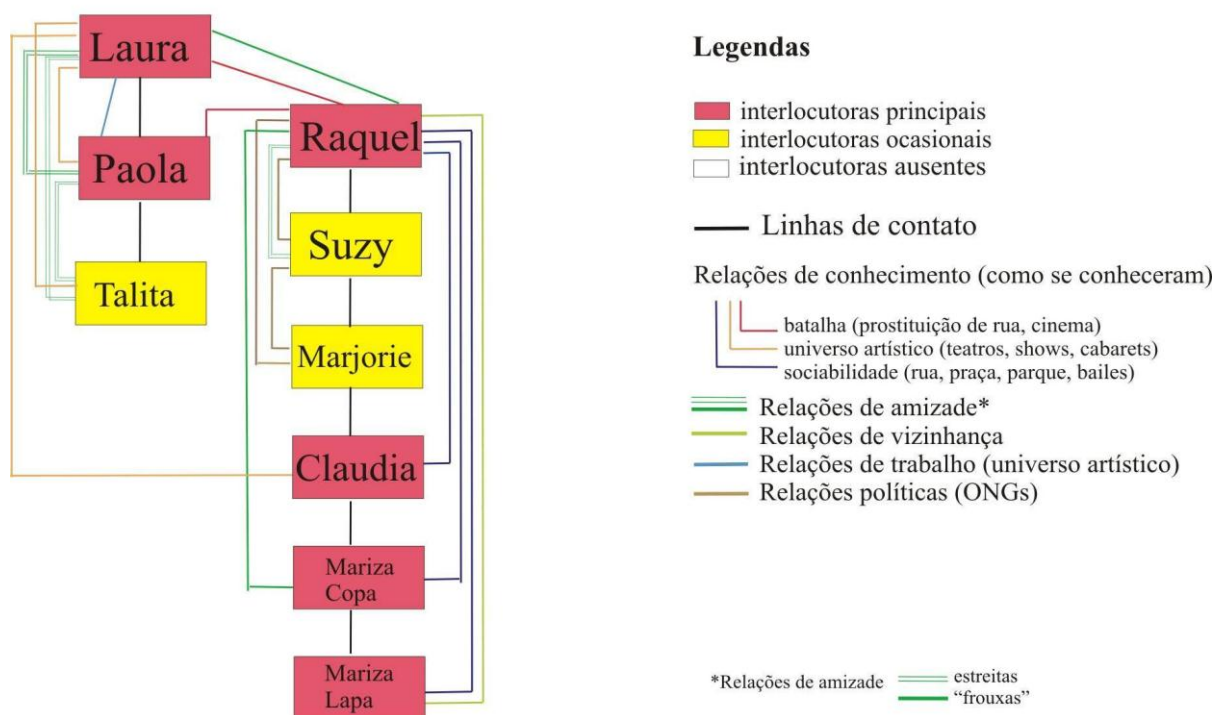 Laura
Paola
Talita
Raquel
Suzy
Marjorie
Claudia
Mariza
Copa
Mariza
Lapa
Legendas
interlocutoras principais
interlocutoras ocasionais
interlocutoras ausentes
Linhas de contato
Relações de conhecimento (como se conheceram)
batalha (prostituição de rua, cinema)
universo artístico (teatros, shows, cabarets)
sociabilidade (rua, praça, parque, bailes)
Relações de amizade*
Relações de vizinhança
Relações de trabalho (universo artístico)
Relações políticas (ONGs)
*Relações de amizade
estreitas
“frouxas”